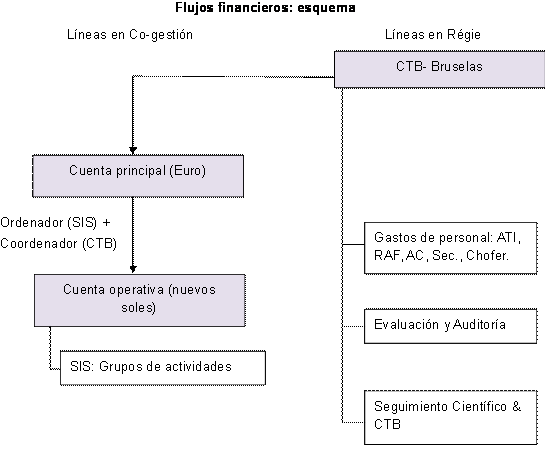 Flujos financieros: esquema
Líneas en Co-gestión
Líneas en Régie
CTB- Bruselas
Cuenta principal (Euro)
Ordenador (SIS) +
Coordenador (CTB)
Cuenta operativa (nuevos
soles)
SIS: Grupos de actividades
Gastos de personal: ATI,
RAF, AC, Sec., Chofer.
Evaluación y Auditoría
Seguimiento Científico &
CTB